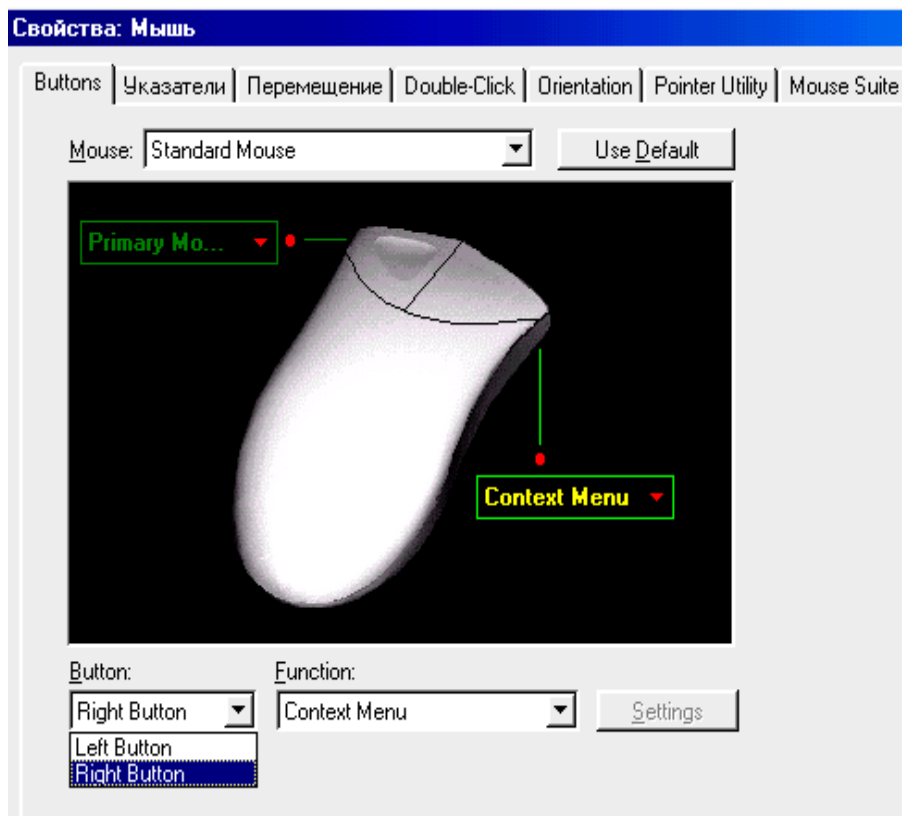 Свойства: Мышь
Buttons Указатели Перемещение Double-Click Orientation Pointer Utility Mouse Suite
Mouse: Standard Mouse Use Default
Primary Mo...
Context Menu
Button: Function:
Right Button Context Menu Settings
Left Button
Right Button